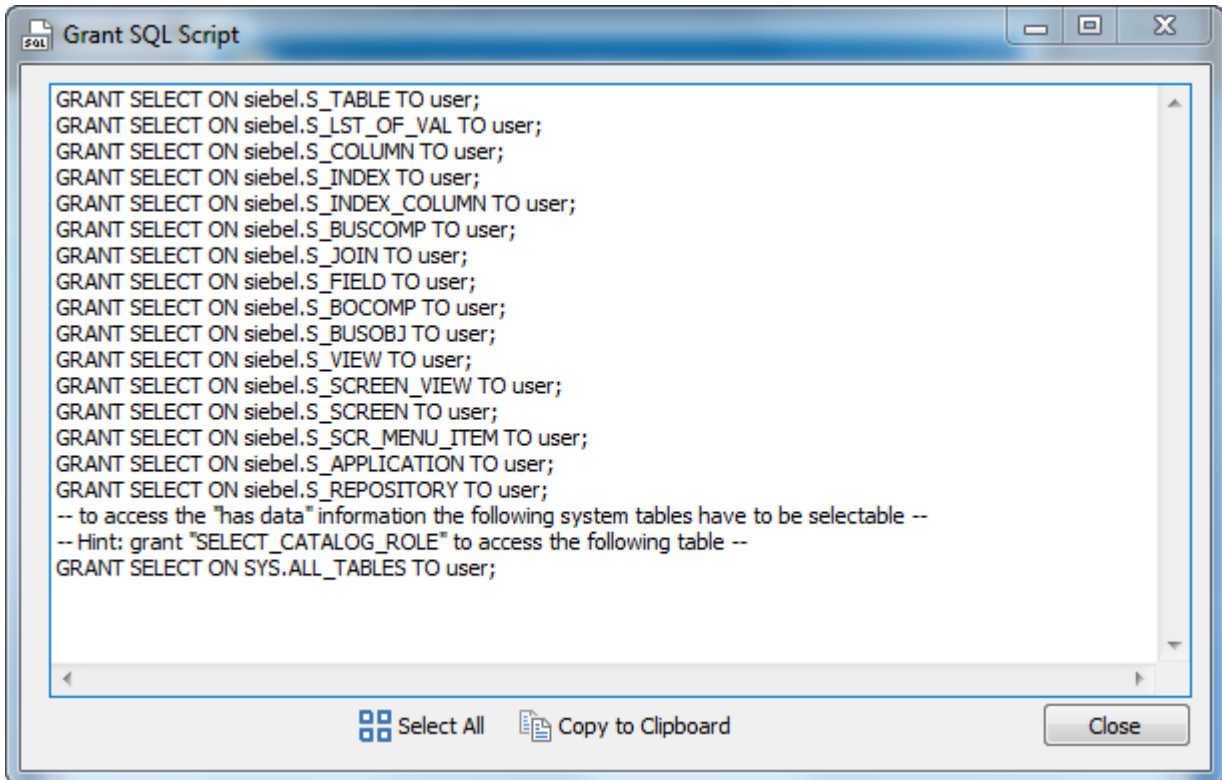 SQL Grant SQL Script
GRANT SELECT ON siebel.S_TABLE TO user;
GRANT SELECT ON siebel.S_LST_OF_VAL TO user;
GRANT SELECT ON siebel.S_COLUMN TO user;
GRANT SELECT ON siebel.S_INDEX TO user;
GRANT SELECT ON siebel.S_INDEX_COLUMN TO user;
GRANT SELECT ON siebel.S_BUSCOMP TO user;
GRANT SELECT ON siebel.S_JOIN TO user;
GRANT SELECT ON siebel.S_FIELD TO user;
GRANT SELECT ON siebel.S_BOCOMP TO user;
GRANT SELECT ON siebel.S_BUSOBJ TO user;
GRANT SELECT ON siebel.S_VIEW TO user;
GRANT SELECT ON siebel.S_SCREEN_VIEW TO user;
GRANT SELECT ON siebel.S_SCREEN TO user;
GRANT SELECT ON siebel.S_SCR_MENU_ITEM TO user;
GRANT SELECT ON siebel.S_APPLICATION TO user;
GRANT SELECT ON siebel.S_REPOSITORY TO user;
-- to access the "has data" information the following system tables have to be selectable --
-- Hint: grant "SELECT_CATALOG_ROLE" to access the following table --
GRANT SELECT ON SYS.ALL_TABLES TO user;
Select All Copy to Clipboard Close